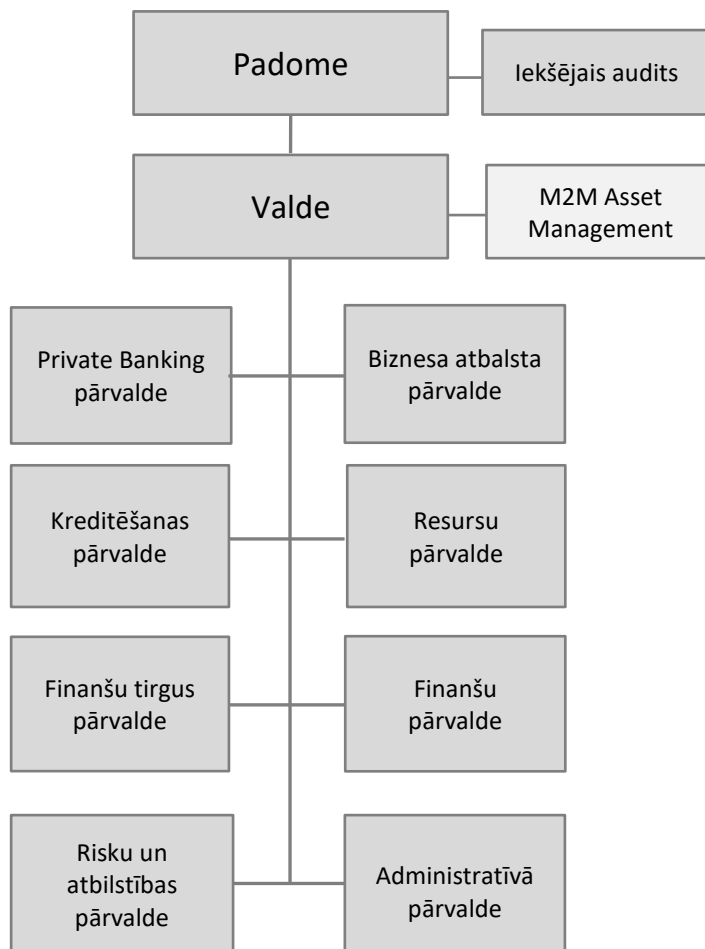 Padome
Iekšējais audits
Valde
M2M Asset
Management
Private Banking
pārvalde
Biznesa atbalsta
pārvalde
Kreditēšanas
pārvalde
Resursu
pārvalde
Finanšu tirgus
pārvalde
Finanšu
pārvalde
Risku un
atbilstības
pārvalde
Administratīvā
pārvalde